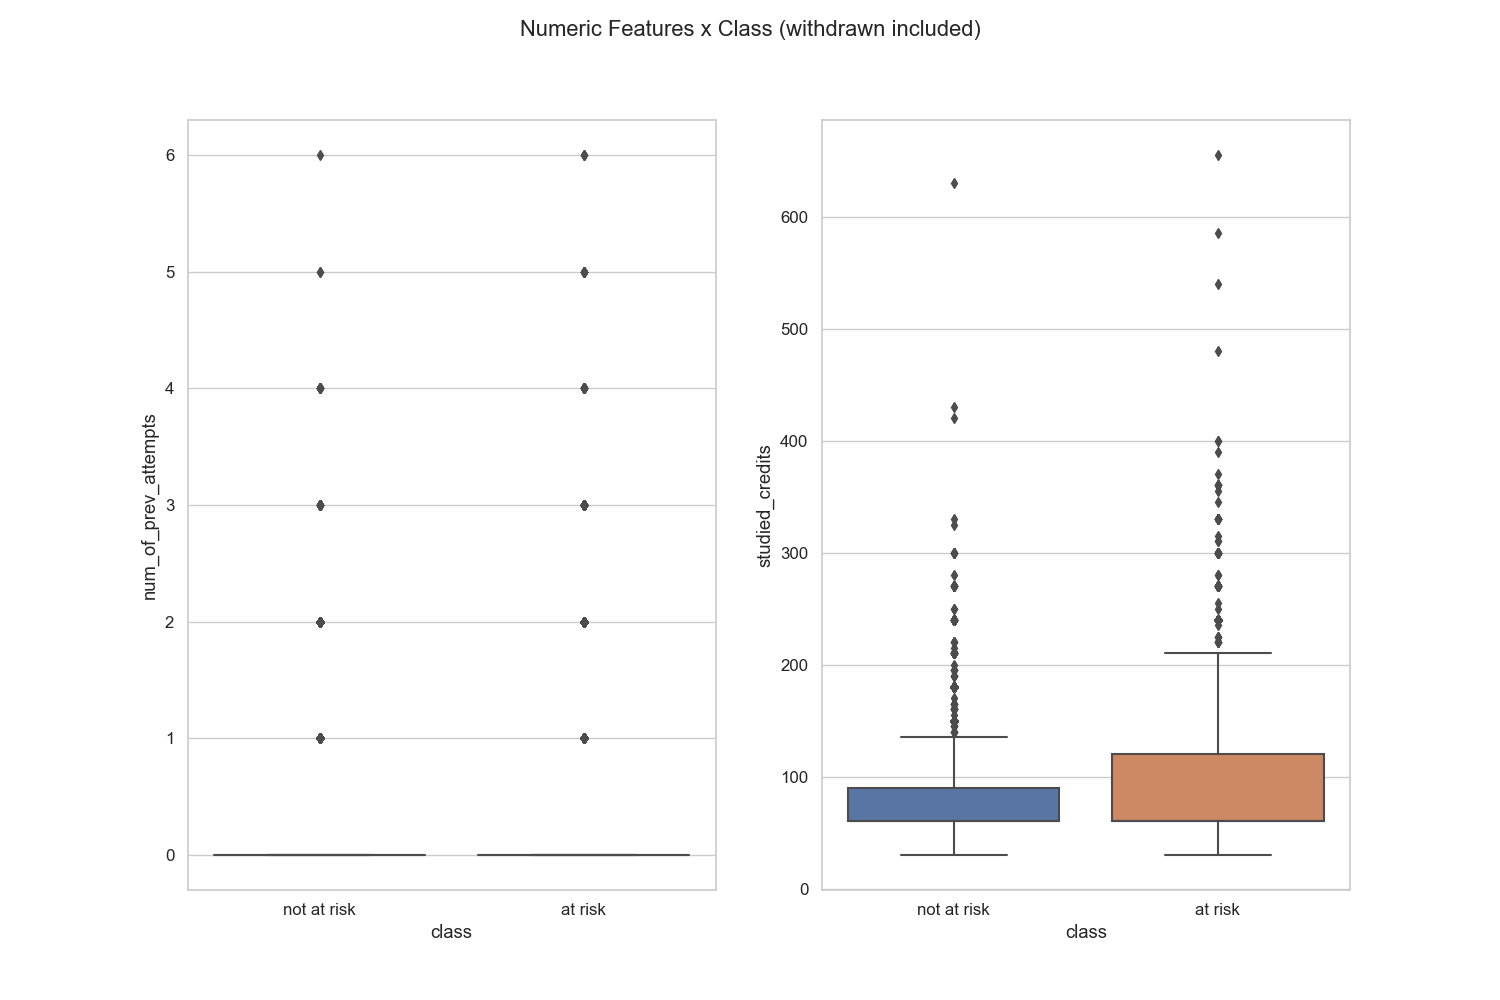 Numeric Features x Class (withdrawn included)
num_of_prev_attempts
6
5
4
3
2
1
0
not at risk
at risk
class
studied_credits
600
500
400
300
200
100
0
not at risk
at risk
class